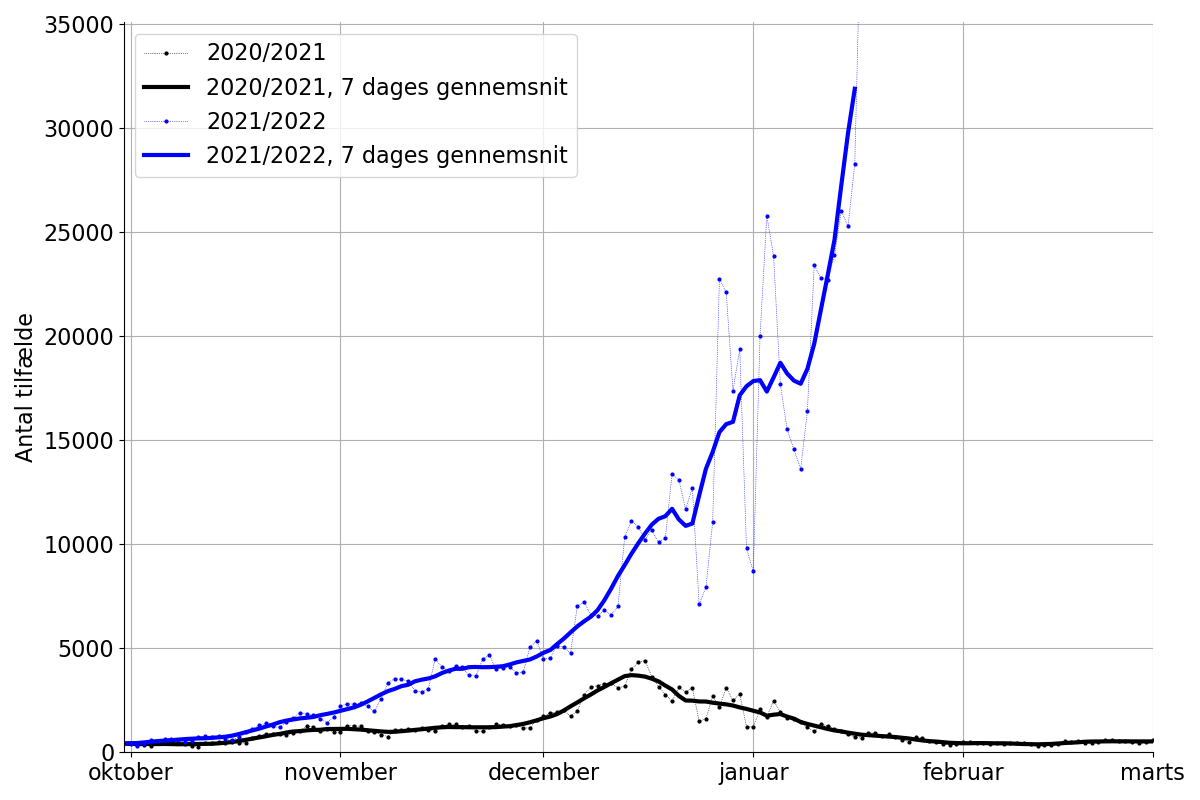 35000
30000
25000
20000
15000
10000
5000
0
Antal tilfælde
2020/2021
2020/2021, 7 dages gennemsnit
2021/2022
2021/2022, 7 dages gennemsnit
oktober november december januar februar marts